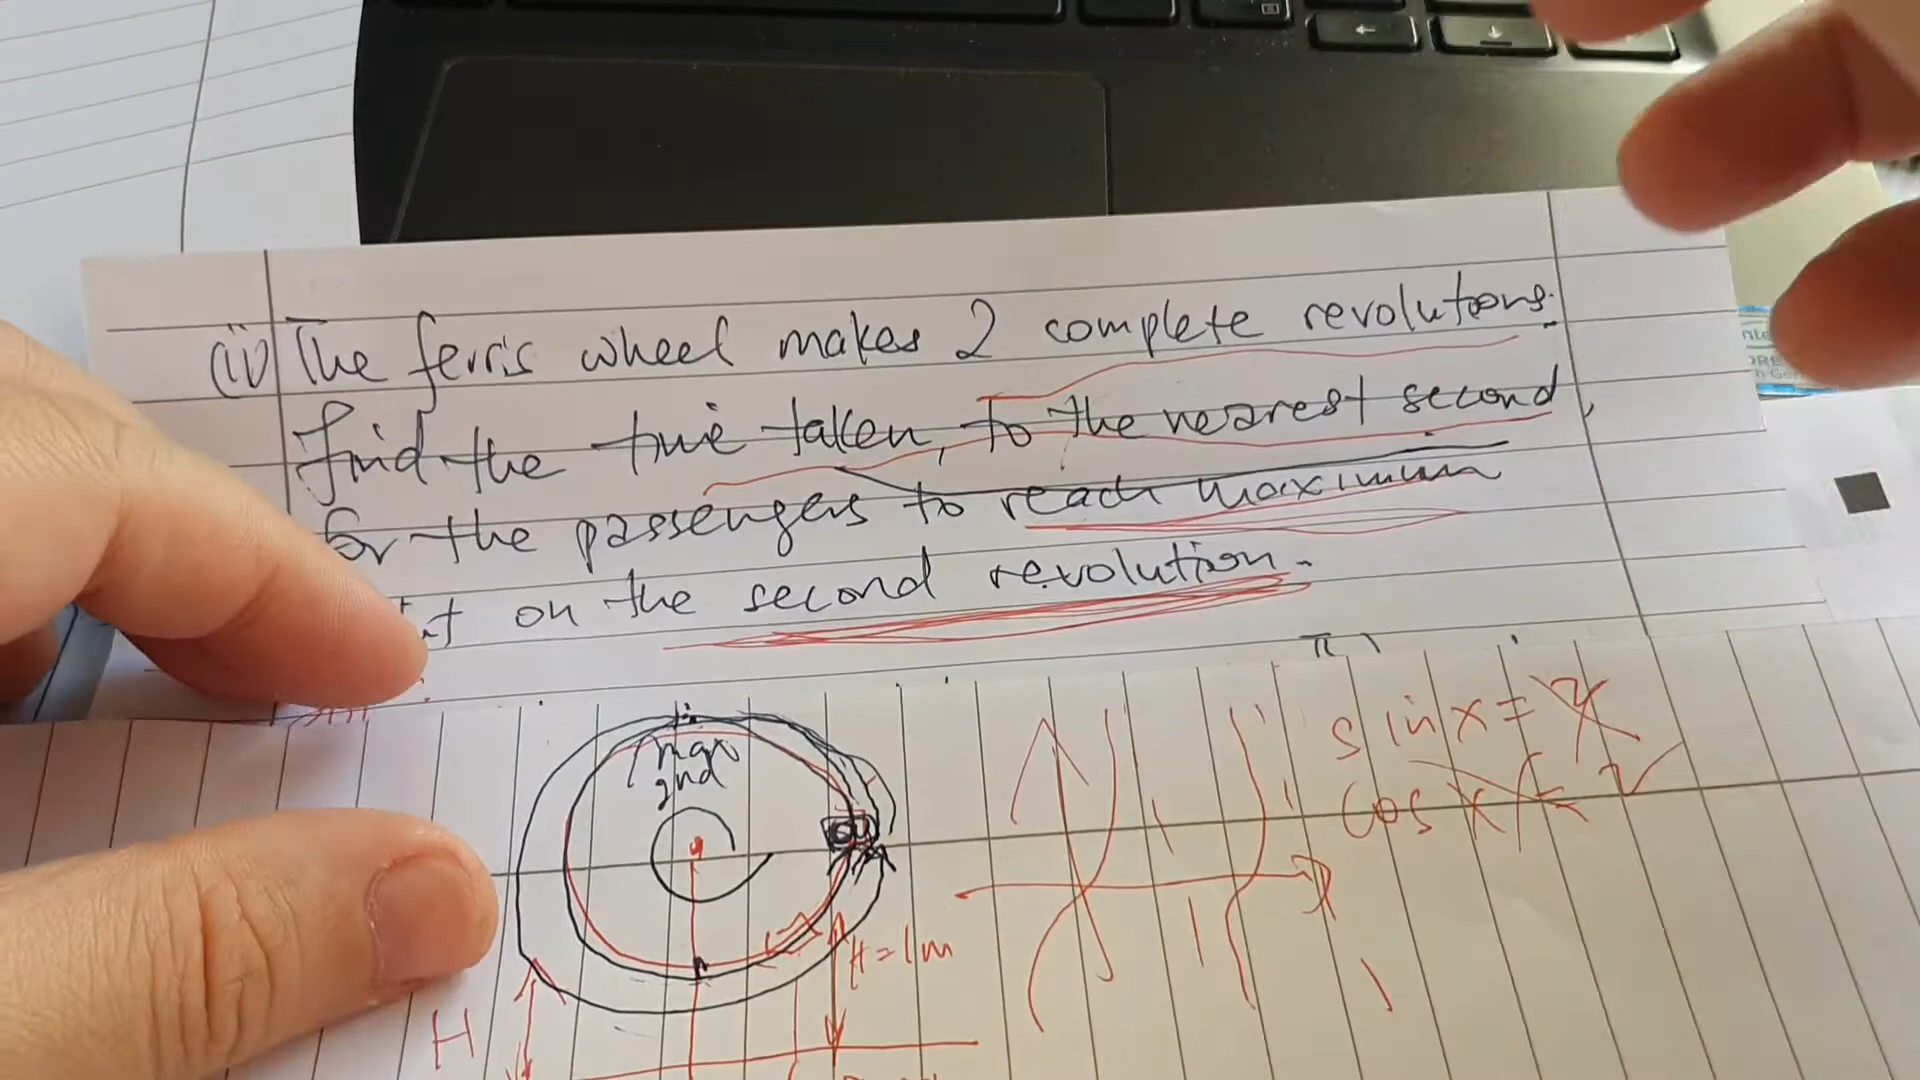 (ii) The ferris wheel makes 2 complete revolutions.
find the time taken, to the nearest second,
for the passengers to reach maximum
on the second revolution.
π
max
2nd
sin x =
cos x =
H = 1m
H